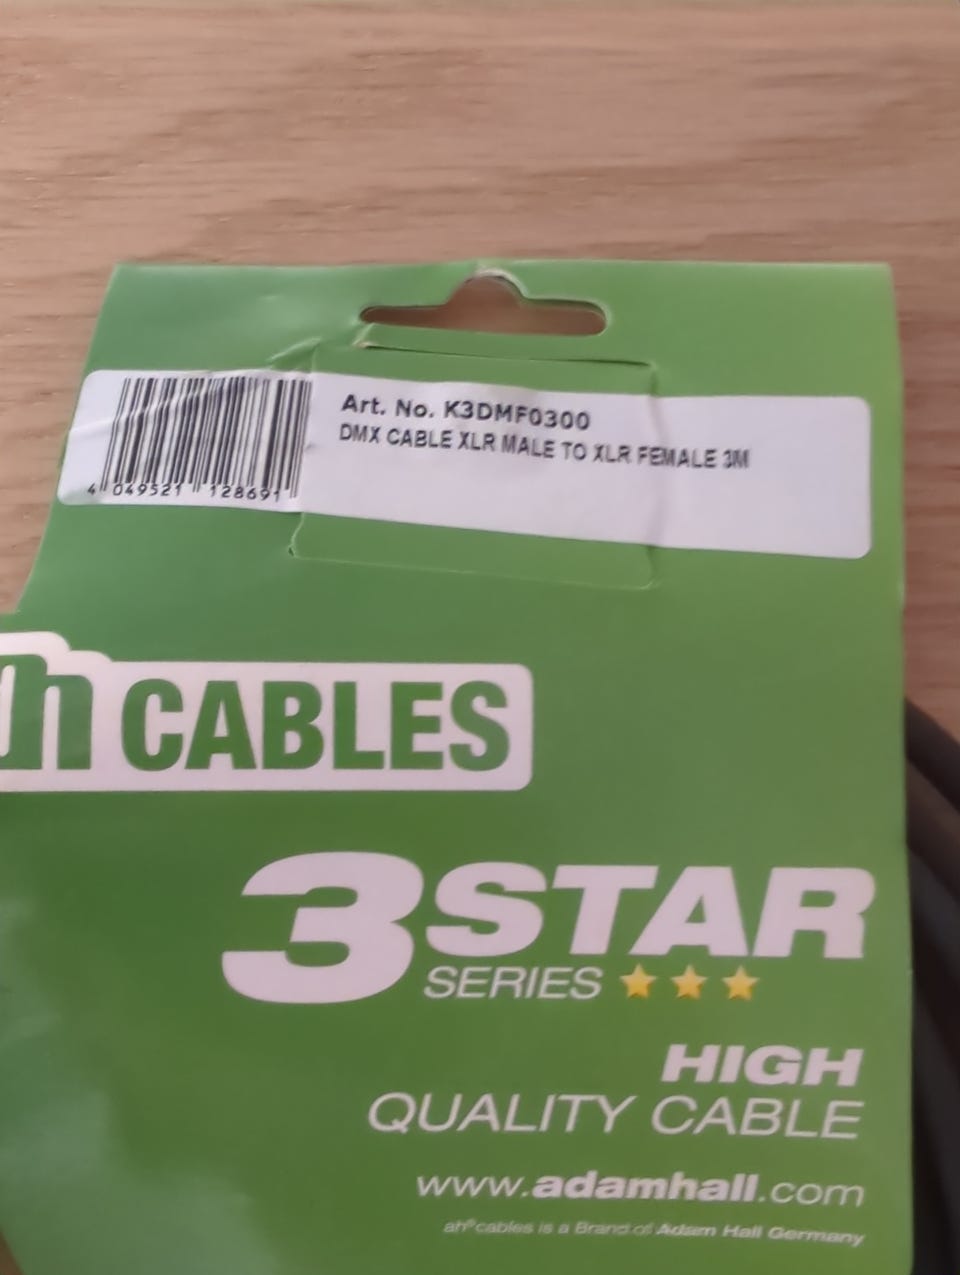 Art. No. K3DMF0300
DMX CABLE XLR MALE TO XLR FEMALE 3M
4 049521 128691
ah CABLES
3STAR
SERIES
HIGH
QUALITY CABLE
www.adamhall.com
ah®cables is a Brand of Adam Hall Germany